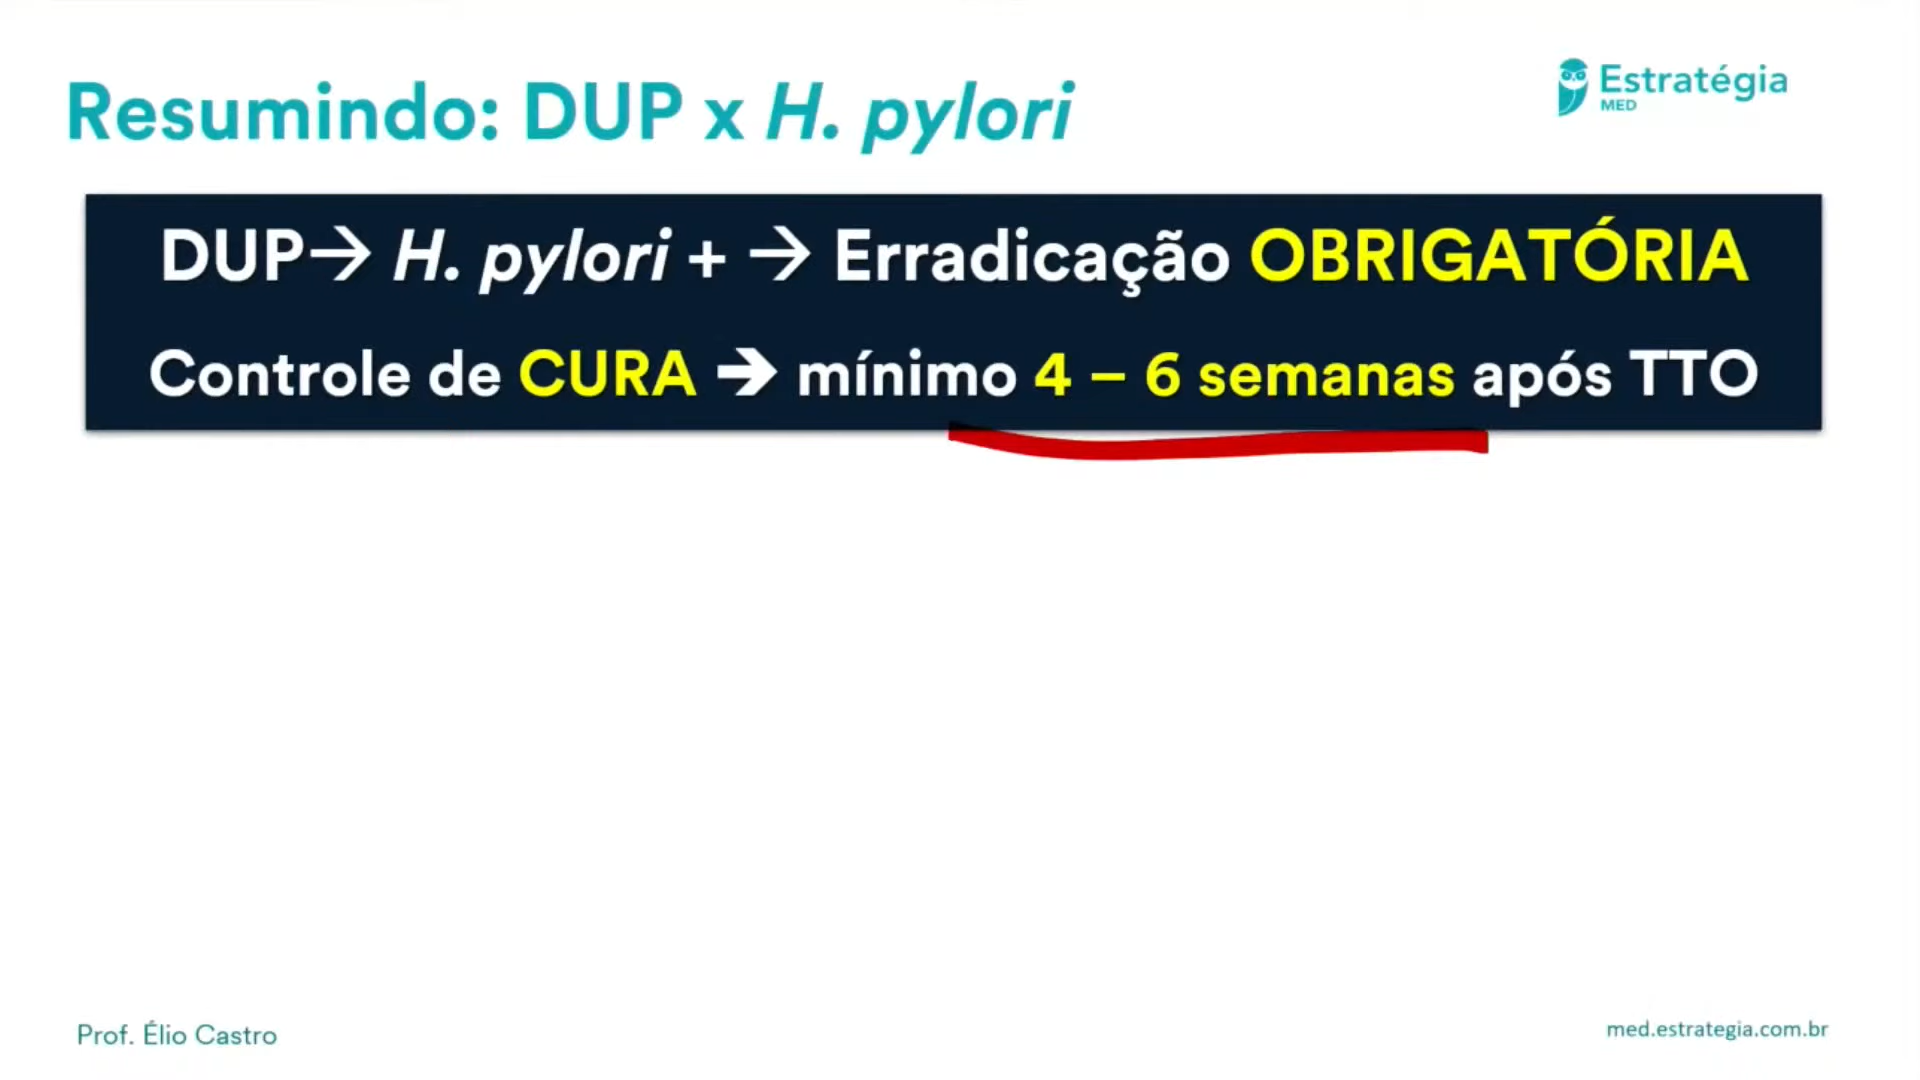 Resumindo: DUP x H. pylori
Estratégia
MED
DUP→ H. pylori + → Erradicação OBRIGATÓRIA
Controle de CURA → mínimo 4 – 6 semanas após TTO
Prof. Élio Castro
med.estrategia.com.br